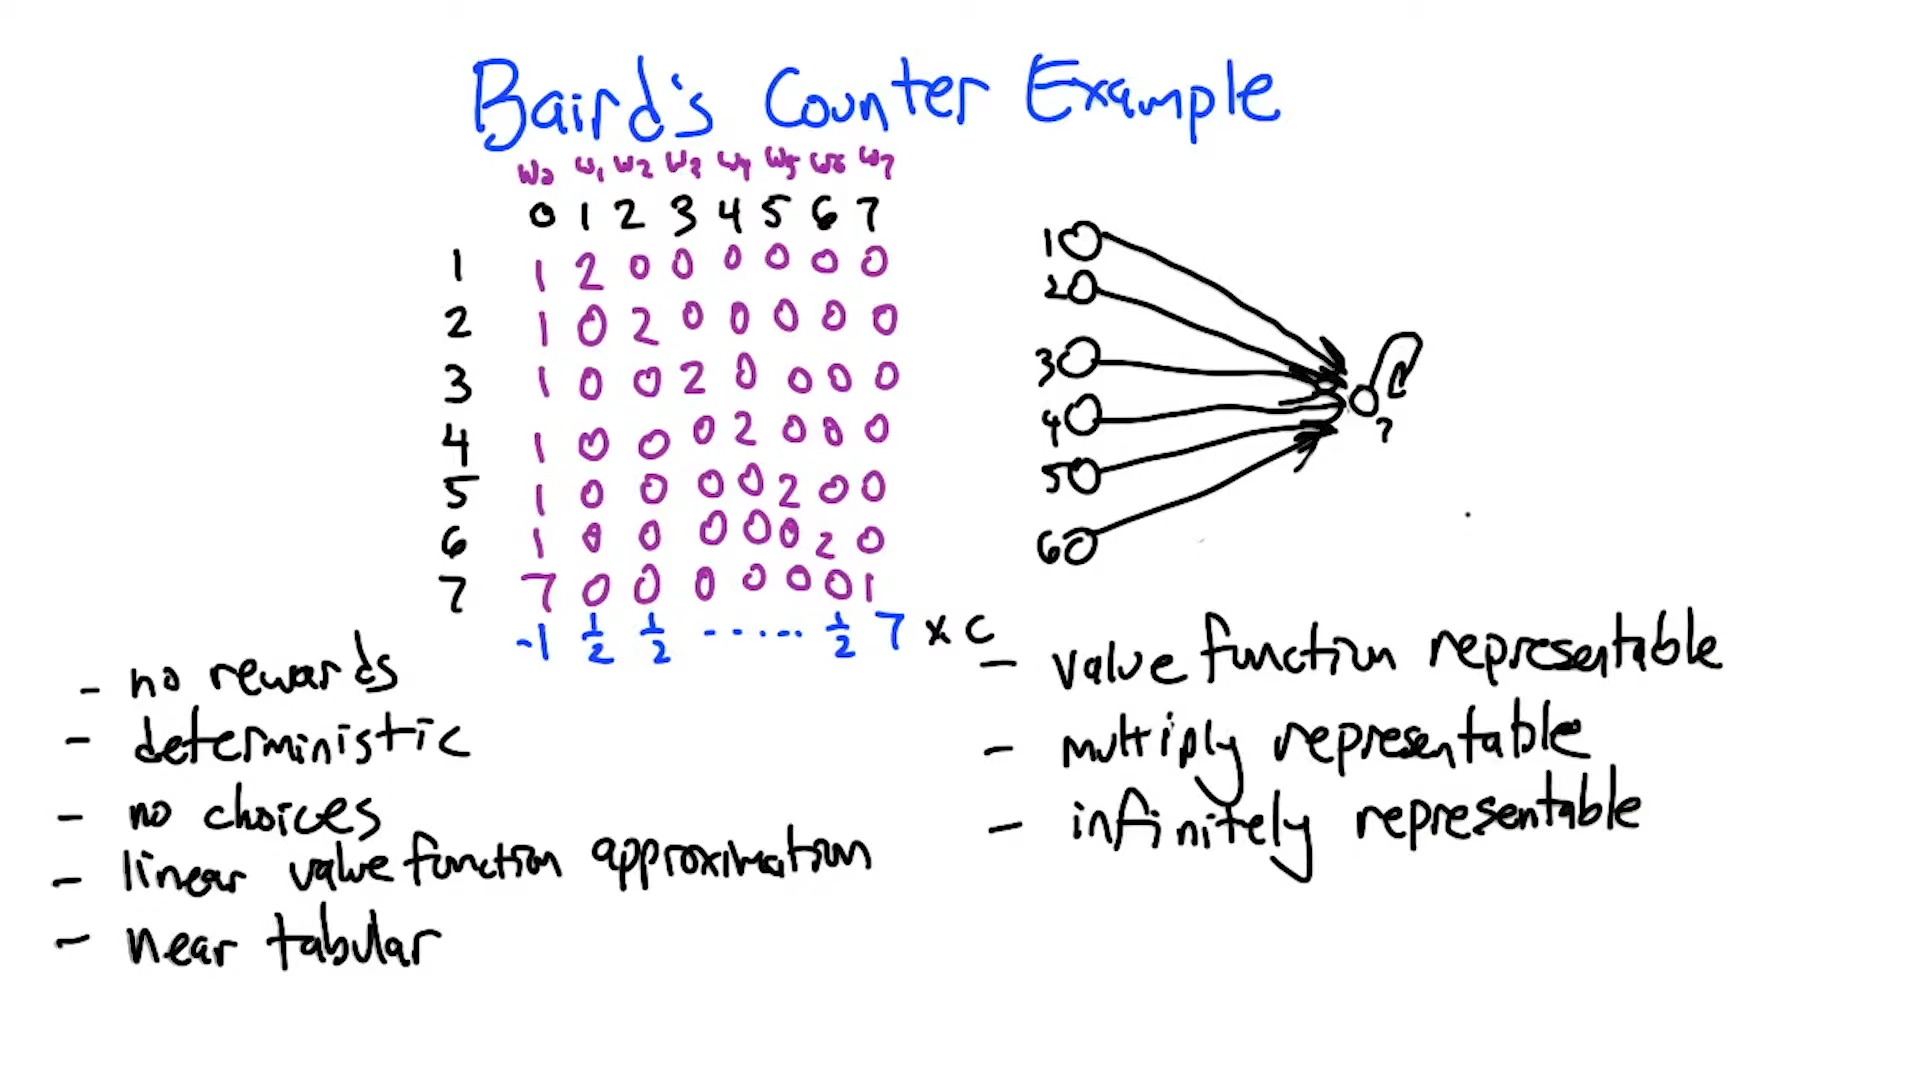 Baird's Counter Example
w0 w1 w2 w3 w4 w5 w6 w7
0 1 2 3 4 5 6 7
1 1 2 0 0 0 0 0 0
2 1 0 2 0 0 0 0 0
3 1 0 0 2 0 0 0 0
4 1 0 0 0 2 0 0 0
5 1 0 0 0 0 2 0 0
6 1 0 0 0 0 0 2 0
7 7 0 0 0 0 0 0 1
-1 1/2 1/2 ...... 1/2 7 x C
1
2
3
4
5
6
7
- no rewards
- deterministic
- no choices
- linear value function approximation
- near tabular
- value function representable
- multiply representable
- infinitely representable